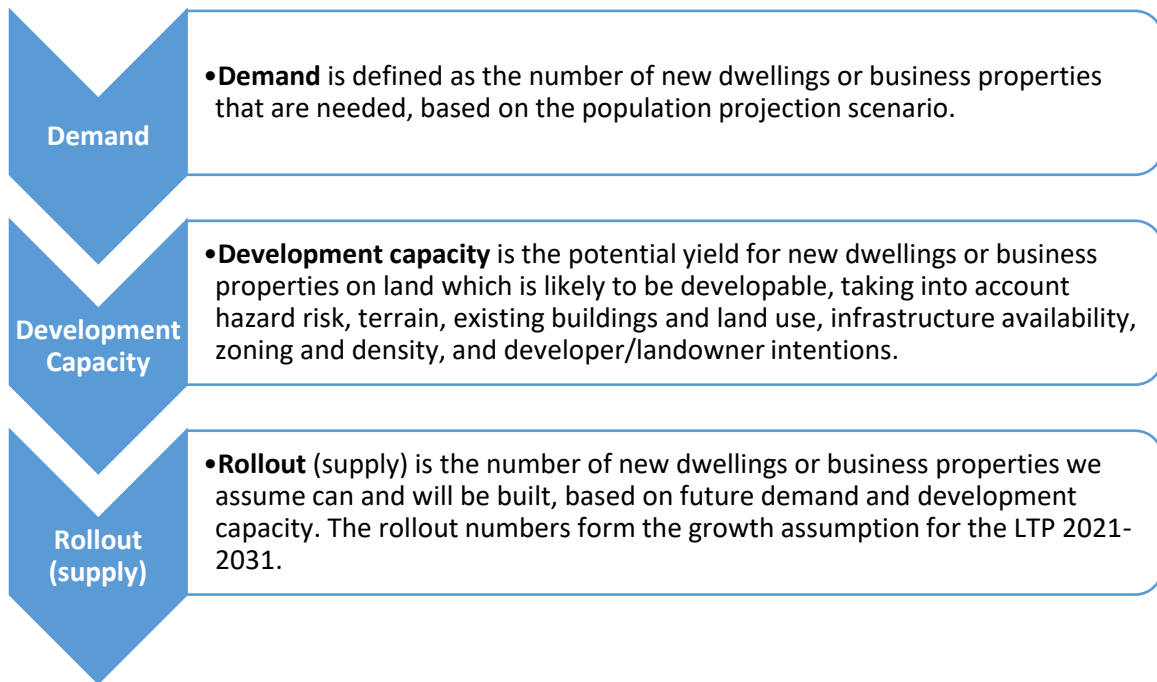 Demand
•Demand is defined as the number of new dwellings or business properties
that are needed, based on the population projection scenario.
Development
Capacity
•Development capacity is the potential yield for new dwellings or business
properties on land which is likely to be developable, taking into account
hazard risk, terrain, existing buildings and land use, infrastructure availability,
zoning and density, and developer/landowner intentions.
Rollout
(supply)
•Rollout (supply) is the number of new dwellings or business properties we
assume can and will be built, based on future demand and development
capacity. The rollout numbers form the growth assumption for the LTP 2021-
2031.